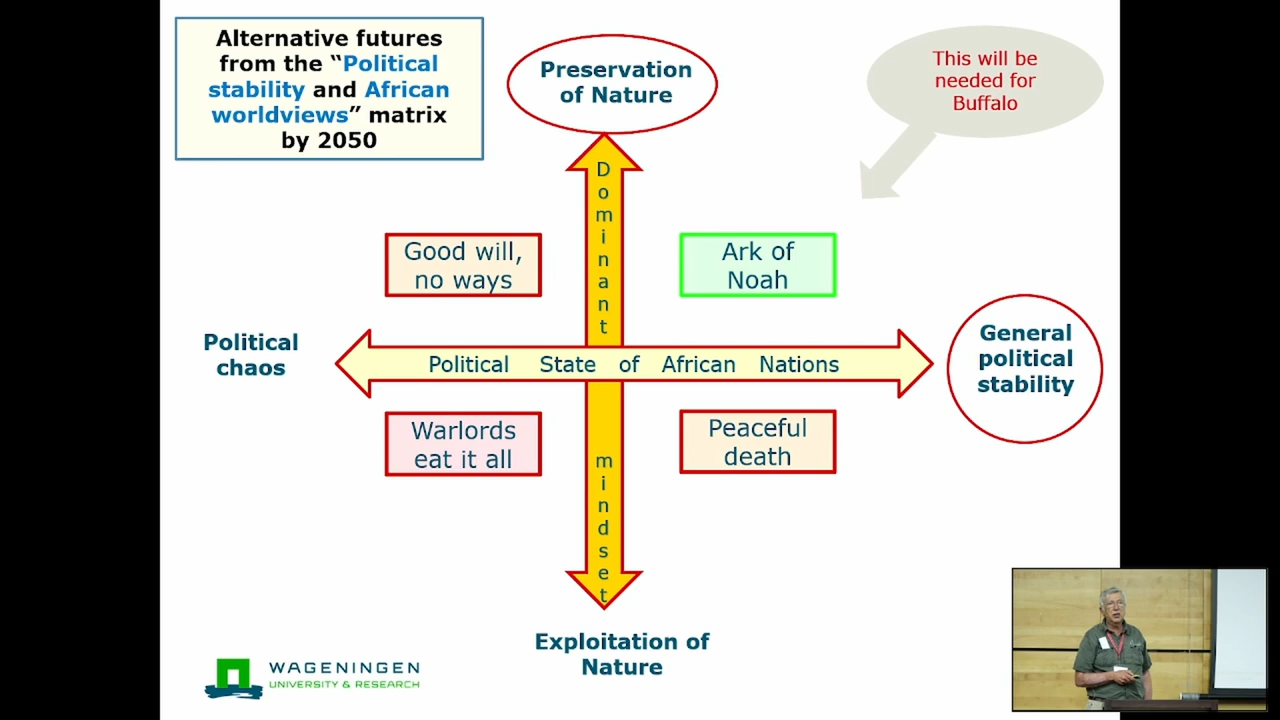 Alternative futures
from the “Political
stability and African
worldviews” matrix
by 2050
Preservation
of Nature
This will be
needed for
Buffalo
Dominant
Good will,
no ways
Ark of
Noah
Political
chaos
Political State of African Nations
General
political
stability
Warlords
eat it all
Peaceful
death
mindset
Exploitation of
Nature
WAGENINGEN
UNIVERSITY & RESEARCH